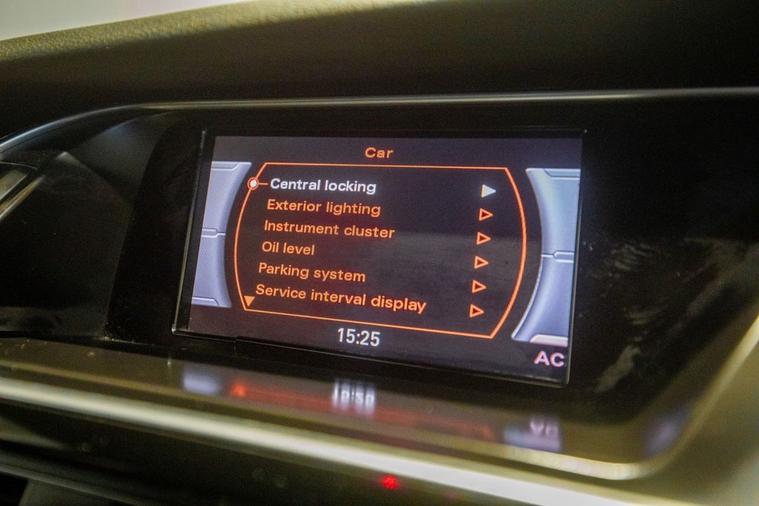 Car
Central locking
Exterior lighting
Instrument cluster
Oil level
Parking system
Service interval display
15:25
AC